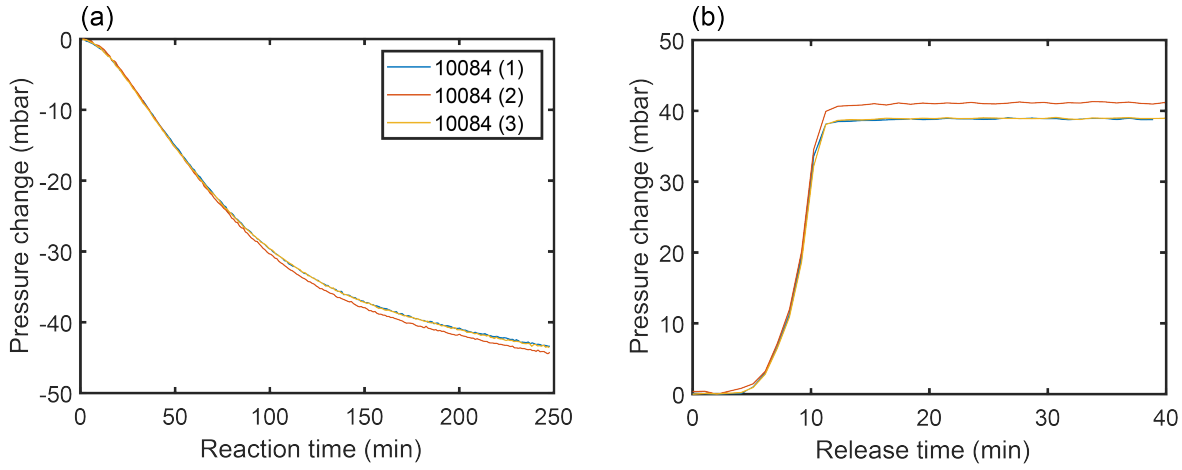 (a)
Pressure change (mbar)
0
-10
-20
-30
-40
-50
10084 (1)
10084 (2)
10084 (3)
0 50 100 150 200 250
Reaction time (min)
(b)
Pressure change (mbar)
50
40
30
20
10
0
0 10 20 30 40
Release time (min)